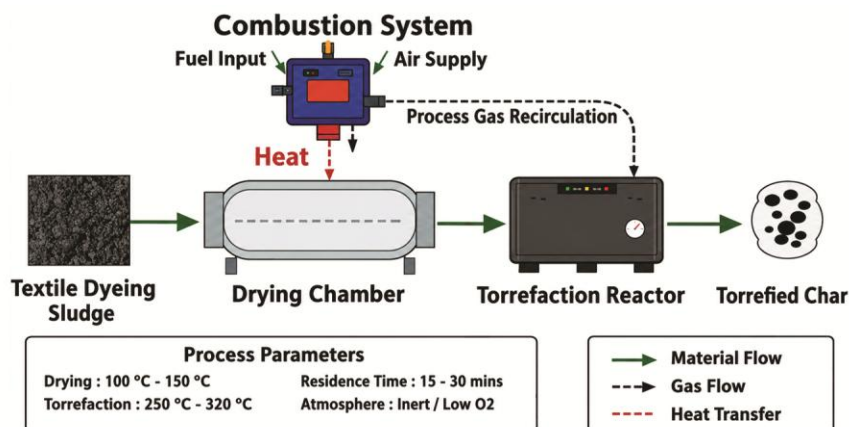 Combustion System
Fuel Input
Air Supply
Process Gas Recirculation
Heat
Textile Dyeing
Sludge
Drying Chamber
Torrefaction Reactor
Torrefied Char
Process Parameters
Drying : 100 °C - 150 °C
Residence Time : 15 - 30 mins
Torrefaction : 250 °C - 320 °C
Atmosphere : Inert / Low O2
Material Flow
Gas Flow
Heat Transfer